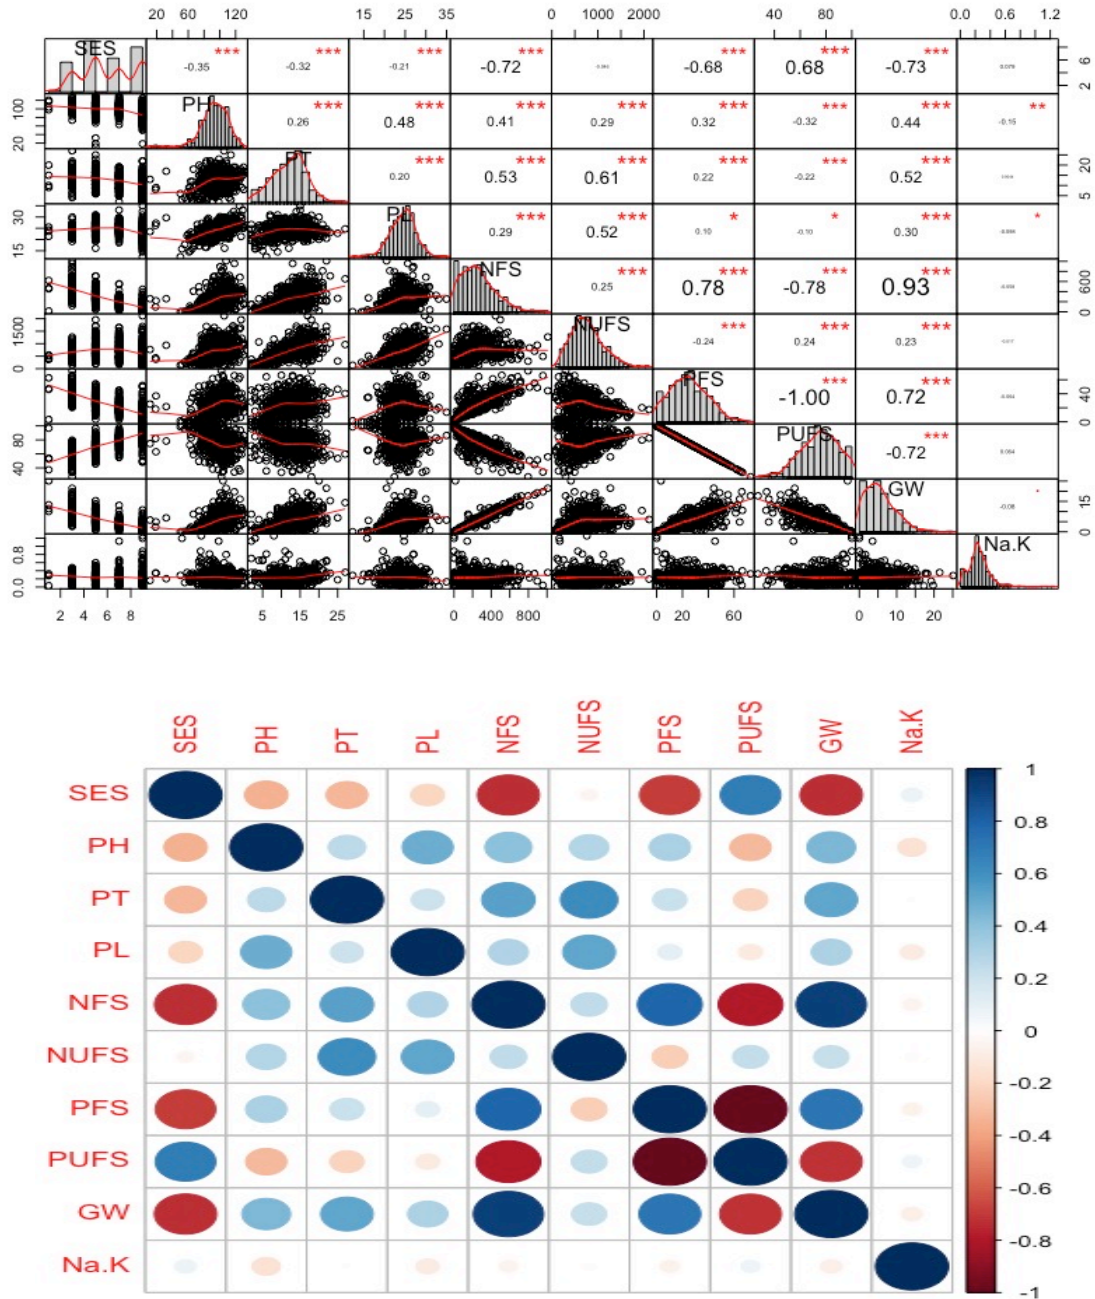 20 60 120 15 25 35 0 1000 2000 40 80 0.0 0.6 1.2
SES *** *** *** *** *** *** ***
-0.35 -0.32 -0.21 -0.72 -0.68 0.68 -0.73 2 6
PH *** *** *** *** *** *** *** **
20 100 0.26 0.48 0.41 0.29 0.32 -0.32 0.44 -0.15
*** *** *** *** *** ***
0.20 0.53 0.61 0.22 -0.22 0.52 5 20
PL *** *** * * ***  *
15 30 0.29 0.52 0.10 -0.10 0.30
NFS *** *** *** ***
0.25 0.78 -0.78 0.93 0 600
NUFS *** *** ***
0 1500 -0.24 0.24 0.23
*** ***
-1.00 0.72 0 40
PUFS ***
40 80 -0.72
GW
-0.08 0 15
Na.K
0.0 0.8
2 4 6 8 5 15 25 0 400 800 0 20 60 0 10 20
SES PH PT PL NFS NUFS PFS PUFS GW Na.K
SES 1
0.8
PH
0.6
PT
0.4
PL
0.2
NFS
0
NUFS
-0.2
PFS
-0.4
PUFS
-0.6
GW
-0.8
Na.K
-1